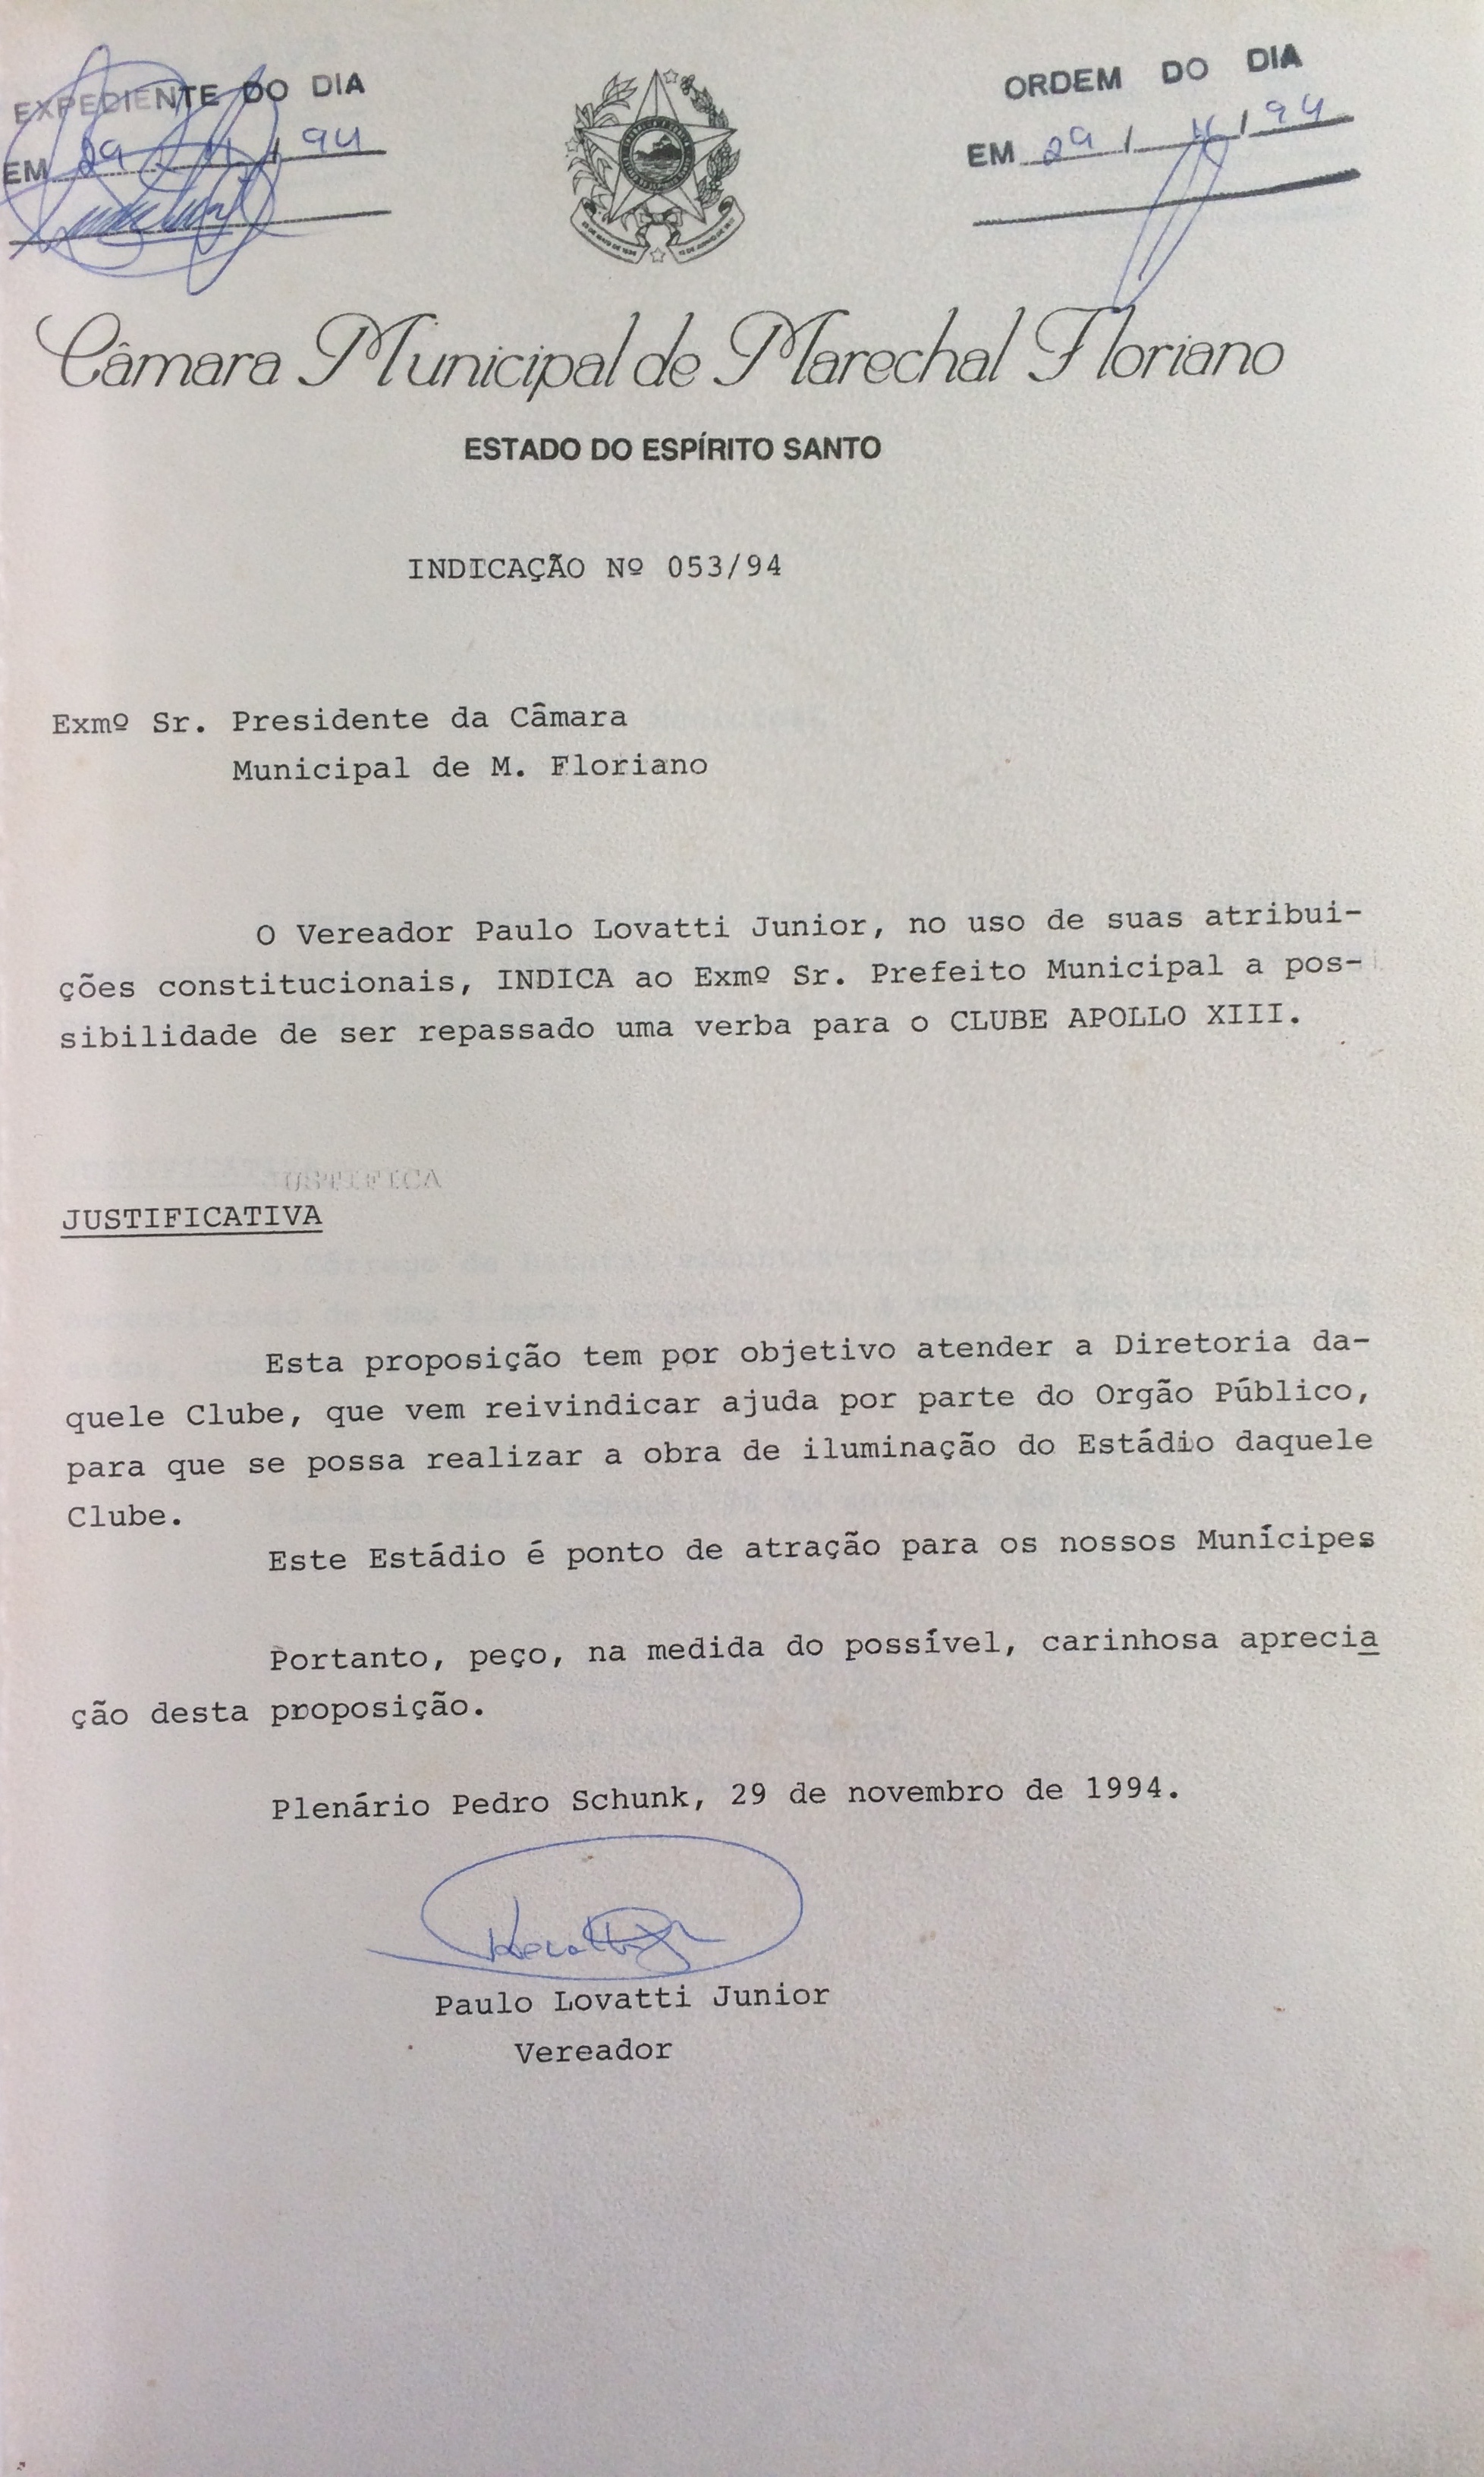 EXPEDIENTE DO DIA
EM 29 / 11 / 94
ORDEM DO DIA
EM 29 / 11 / 94
Câmara Municipal de Marechal Floriano
ESTADO DO ESPÍRITO SANTO
INDICAÇÃO Nº 053/94
Exmº Sr. Presidente da Câmara
Municipal de M. Floriano
O Vereador Paulo Lovatti Junior, no uso de suas atribui-
ções constitucionais, INDICA ao Exmº Sr. Prefeito Municipal a pos-
sibilidade de ser repassado uma verba para o CLUBE APOLLO XIII.
JUSTIFICA
JUSTIFICATIVA
Esta proposição tem por objetivo atender a Diretoria da-
quele Clube, que vem reivindicar ajuda por parte do Orgão Público,
para que se possa realizar a obra de iluminação do Estádio daquele
Clube.
Este Estádio é ponto de atração para os nossos Munícipes
Portanto, peço, na medida do possível, carinhosa aprecia
ção desta proposição.
Plenário Pedro Schunk, 29 de novembro de 1994.
Paulo Lovatti Junior
Vereador